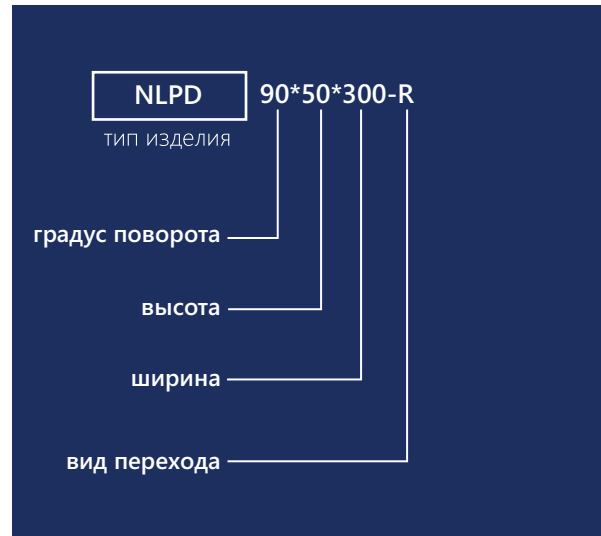 NLPD 90*50*300-R
тип изделия
градус поворота
высота
ширина
вид перехода